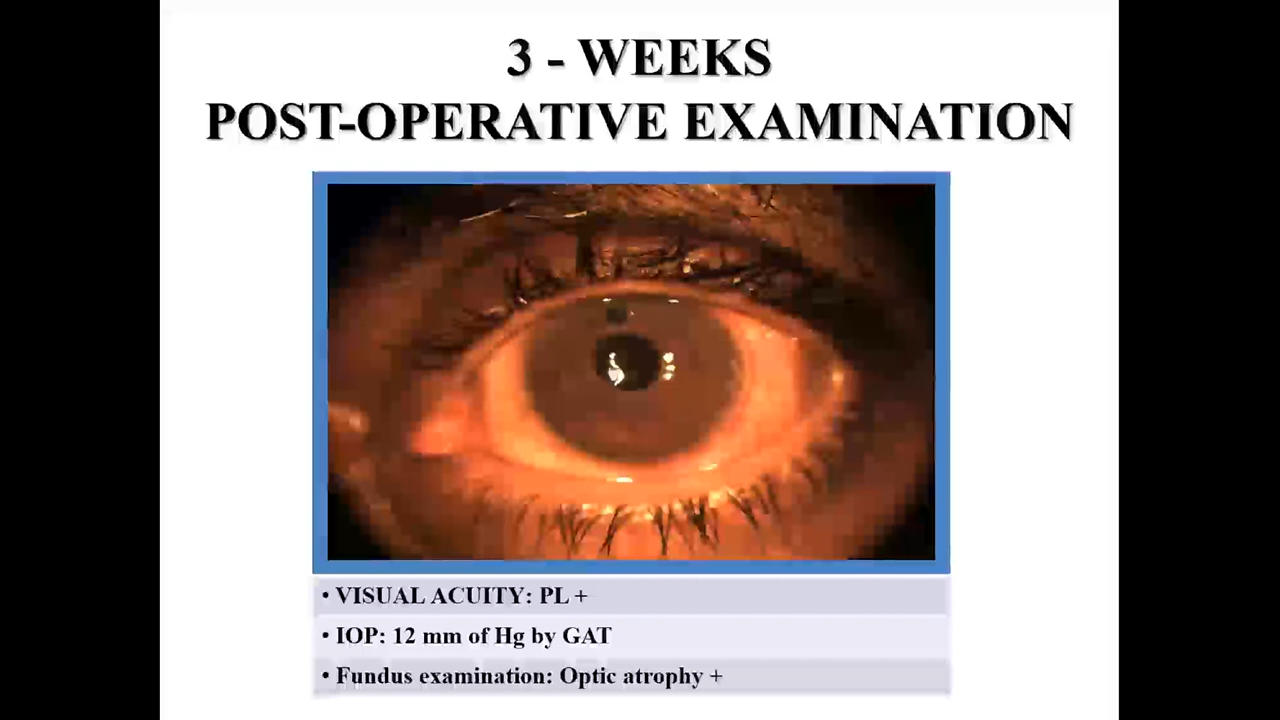 3 - WEEKS
POST-OPERATIVE EXAMINATION
• VISUAL ACUITY: PL +
• IOP: 12 mm of Hg by GAT
• Fundus examination: Optic atrophy +